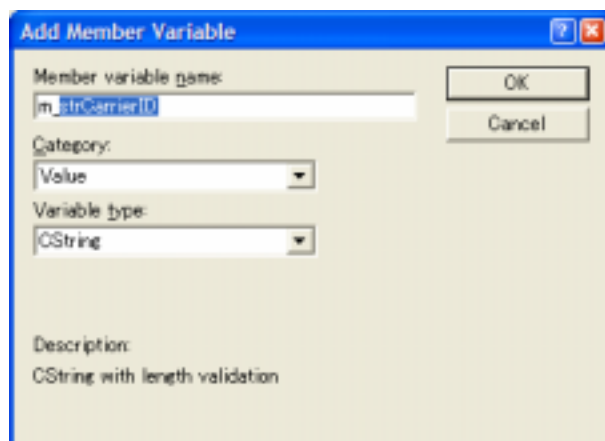 Add Member Variable
Member variable name:
m_strCarrierID
OK
Cancel
Category:
Value
Variable type:
CString
Description:
CString with length validation